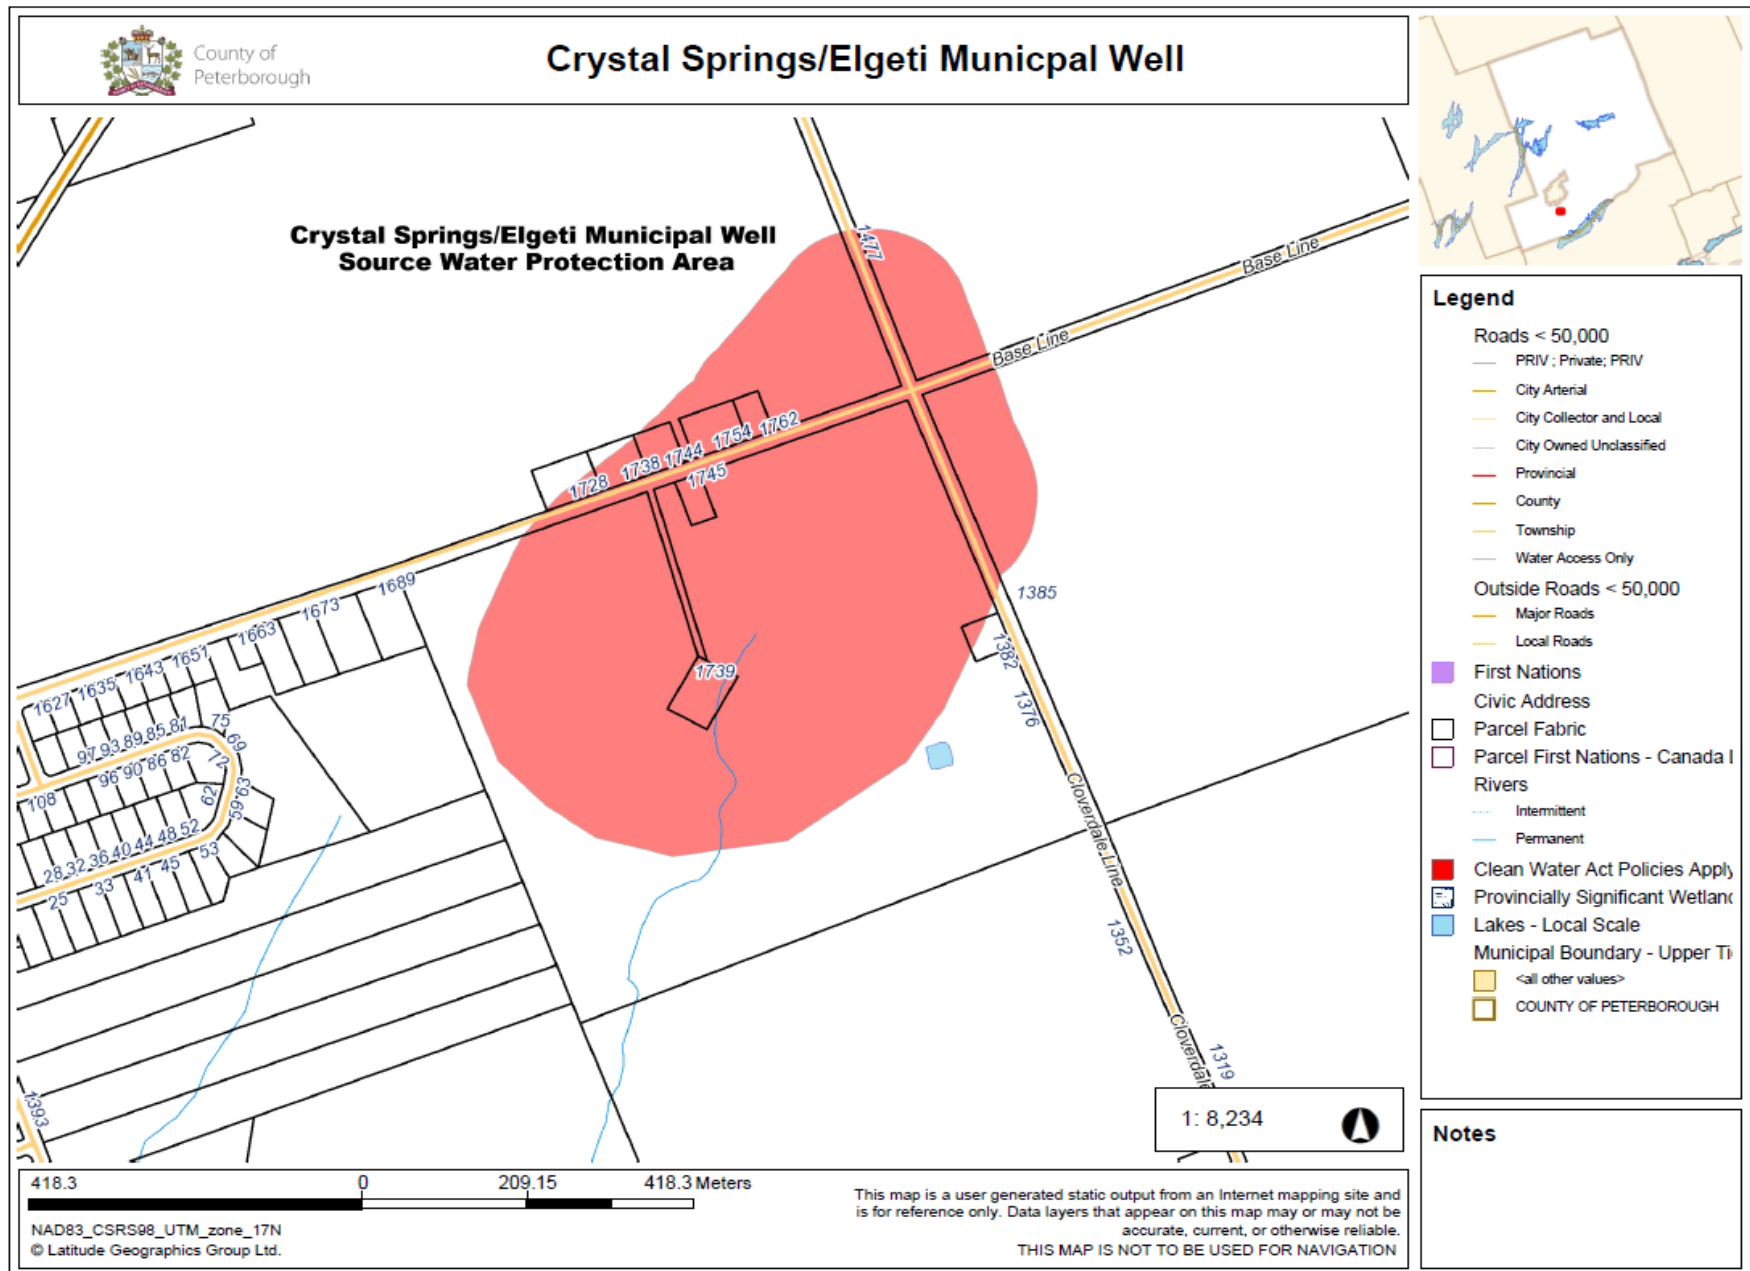 County of
Peterborough
Crystal Springs/Elgeti Municpal Well
Crystal Springs/Elgeti Municipal Well
Source Water Protection Area
1477
Base Line
Base Line
1762
1754
1744
1738
1728
1745
1739
1689
1673
1663
1651
1643
1635
1627
1385
1382
1376
75
69
72
81
85
89
93
97
82
86
90
96
108
62
63
59
52
48
44
40
36
32
28
53
45
41
33
25
Cloverdale Line
1352
Cloverdale
1319
1393
1: 8,234
Legend
Roads < 50,000
PRIV ; Private; PRIV
City Arterial
City Collector and Local
City Owned Unclassified
Provincial
County
Township
Water Access Only
Outside Roads < 50,000
Major Roads
Local Roads
First Nations
Civic Address
Parcel Fabric
Parcel First Nations - Canada L
Rivers
Intermittent
Permanent
Clean Water Act Policies Apply
Provincially Significant Wetland
Lakes - Local Scale
Municipal Boundary - Upper Ti
<all other values>
COUNTY OF PETERBOROUGH
Notes
418.3 0 209.15 418.3 Meters
NAD83_CSRS98_UTM_zone_17N
© Latitude Geographics Group Ltd.
This map is a user generated static output from an Internet mapping site and
is for reference only. Data layers that appear on this map may or may not be
accurate, current, or otherwise reliable.
THIS MAP IS NOT TO BE USED FOR NAVIGATION